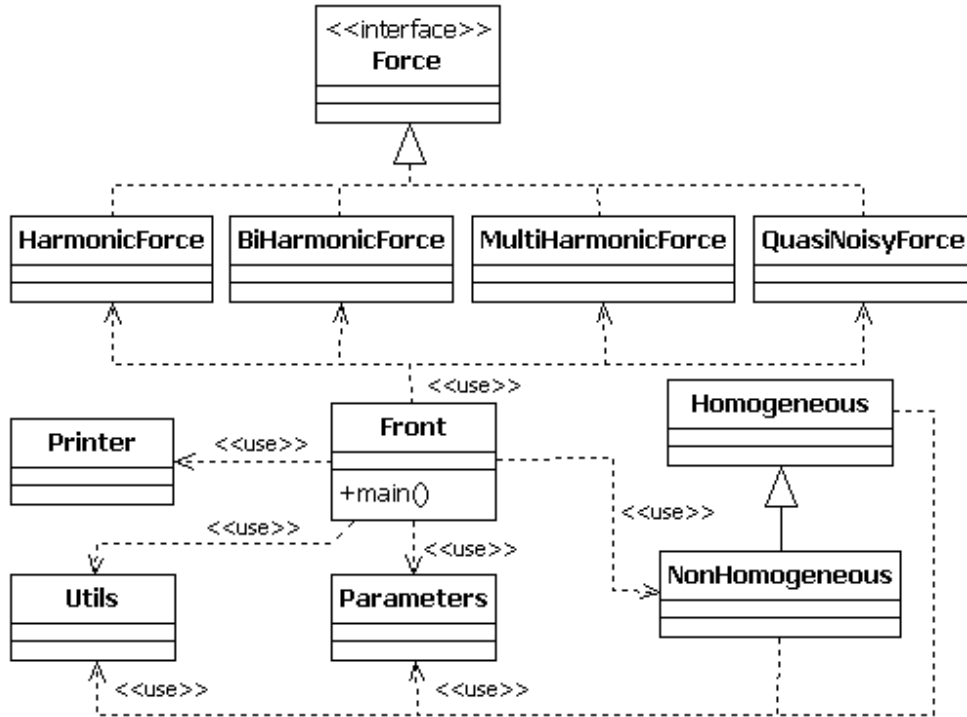 <<interface>>
Force
HarmonicForce
BiHarmonicForce
MultiHarmonicForce
QuasiNoisyForce
<<use>>
Homogeneous
Front
Printer
<<use>>
+main()
<<use>>
<<use>>
<<use>>
NonHomogeneous
Utils
Parameters
<<use>>
<<use>>